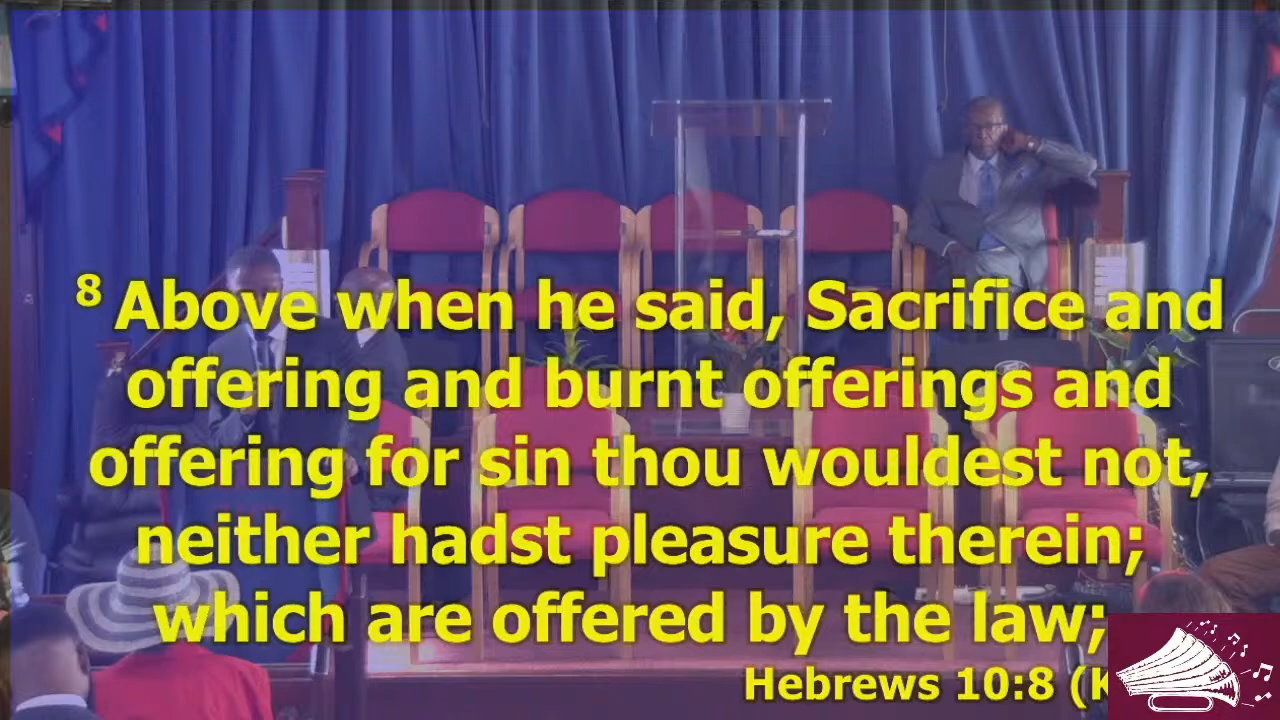 8 Above when he said, Sacrifice and
offering and burnt offerings and
offering for sin thou wouldest not,
neither hadst pleasure therein;
which are offered by the law;
Hebrews 10:8 (K